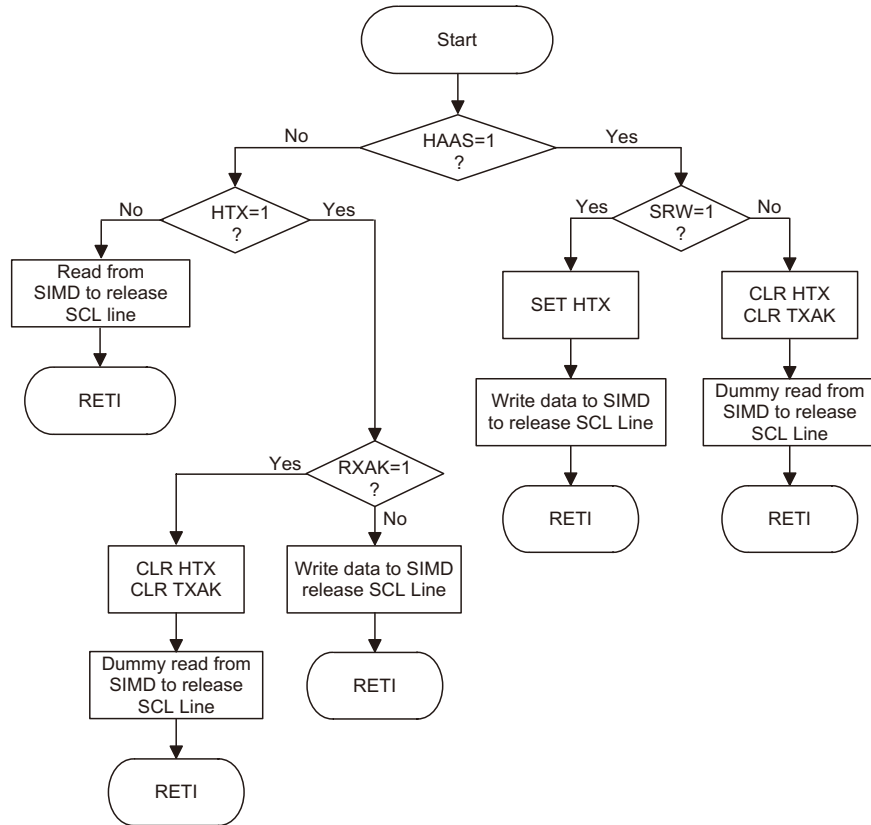 Start
HAAS=1
?
No
Yes
HTX=1
?
No
Yes
SRW=1
?
Yes
No
Read from
SIMD to release
SCL line
SET HTX
CLR HTX
CLR TXAK
RETI
Write data to SIMD
to release SCL Line
Dummy read from
SIMD to release
SCL Line
RXAK=1
?
Yes
No
RETI
RETI
CLR HTX
CLR TXAK
Write data to SIMD
release SCL Line
Dummy read from
SIMD to release
SCL Line
RETI
RETI